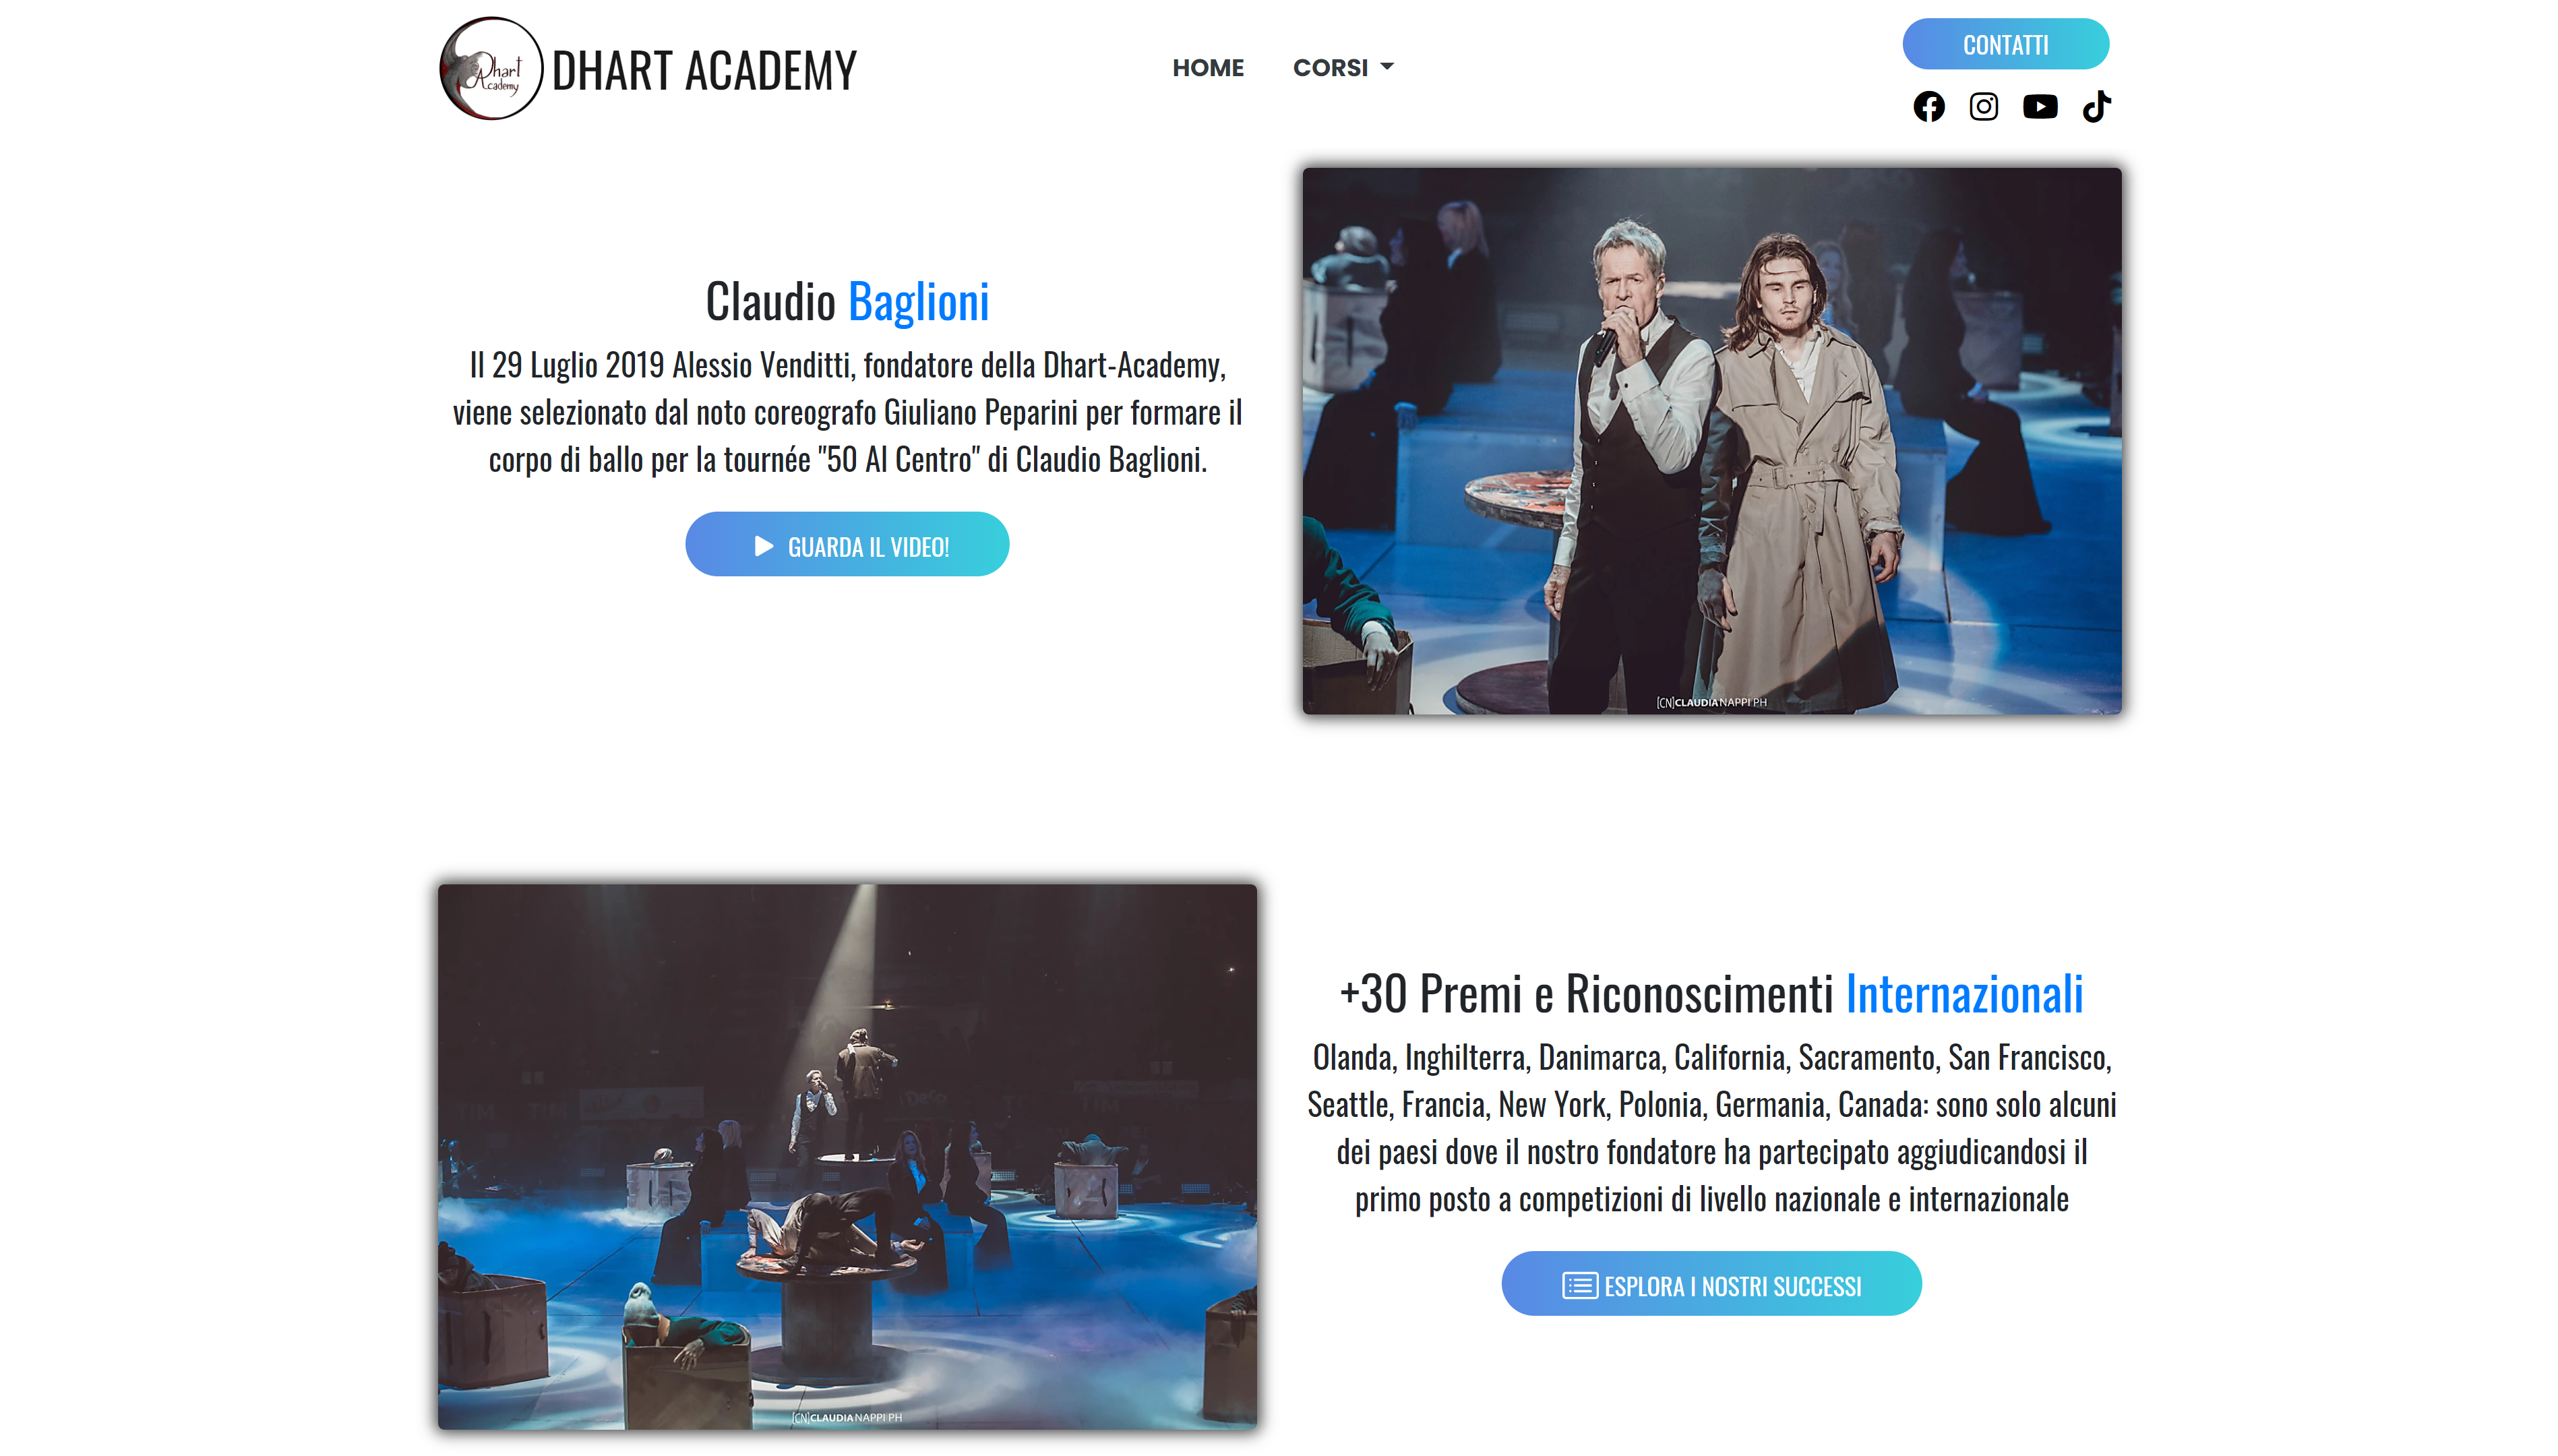 Dhart
Academy
DHART ACADEMY
HOME
CORSI
CONTATTI
Claudio Baglioni
Il 29 Luglio 2019 Alessio Venditti, fondatore della Dhart-Academy,
viene selezionato dal noto coreografo Giuliano Peparini per formare il
corpo di ballo per la tournée "50 Al Centro" di Claudio Baglioni.
GUARDA IL VIDEO!
[CN]CLAUDIANAPPI PH
+30 Premi e Riconoscimenti Internazionali
Olanda, Inghilterra, Danimarca, California, Sacramento, San Francisco,
Seattle, Francia, New York, Polonia, Germania, Canada: sono solo alcuni
dei paesi dove il nostro fondatore ha partecipato aggiudicandosi il
primo posto a competizioni di livello nazionale e internazionale
ESPLORA I NOSTRI SUCCESSI
TIM TIM
TIM
[CN]CLAUDIANAPPI PH